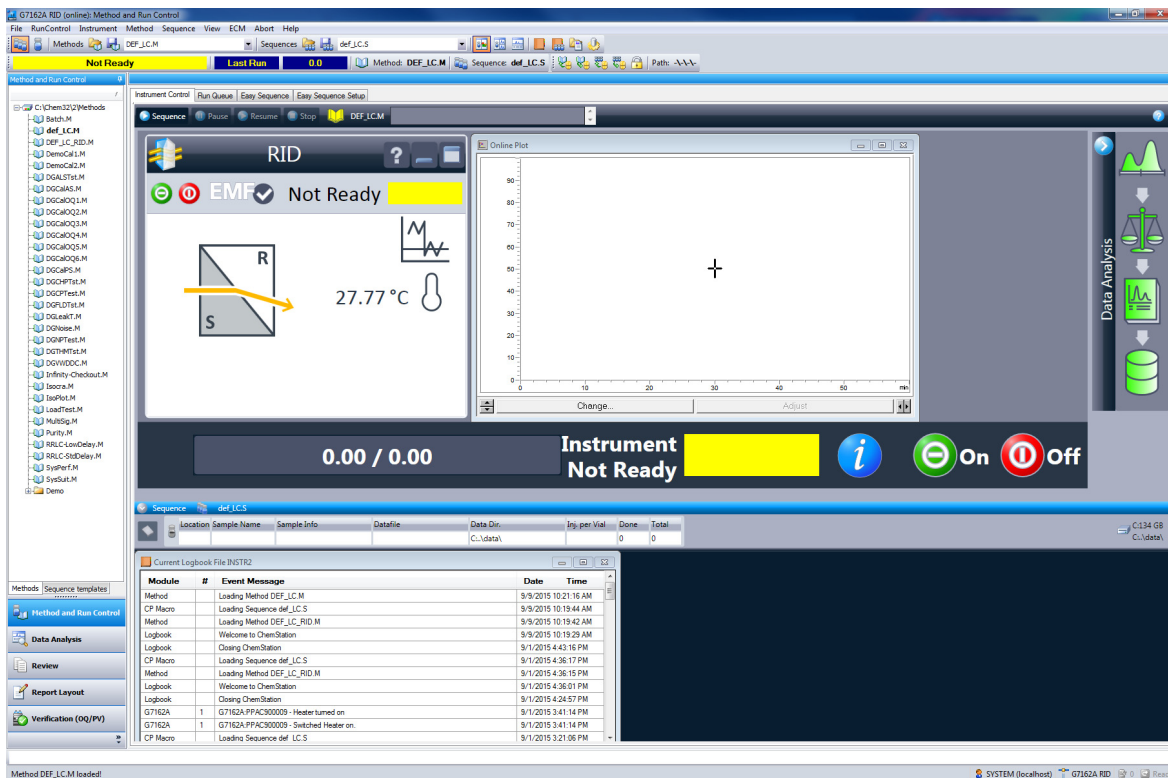 G7162A RID (online): Method and Run Control
File RunControl Instrument Method Sequence View ECM Abort Help
Methods DEF_LC.M Sequences def_LC.S
Not Ready Last Run 0.0 Method: DEF_LC.M Sequence: def_LC.S Path:
Method and Run Control
Instrument Control Run Queue Easy Sequence Easy Sequence Setup
Sequence Pause Resume Stop DEF_LC.M
C:\Chem32\2\Methods
Batch.M
def_LC.M
DEF_LC_RID.M
DemoCal1.M
DemoCal2.M
DGALSTst.M
DGCalAS.M
DGCalOQ1.M
DGCalOQ2.M
DGCalOQ3.M
DGCalOQ4.M
DGCalOQ5.M
DGCalOQ6.M
DGCalPS.M
DGCHPTst.M
DGCPTest.M
DGFLDTst.M
DGLeakT.M
DGNoise.M
DGNPTest.M
DGTHMTst.M
DGVWDDC.M
Infinity-Checkout.M
Isocra.M
IsoPlot.M
LoadTest.M
MultiSig.M
Purity.M
RRLC-LowDelay.M
RRLC-StdDelay.M
SysPerf.M
SysSuit.M
Demo
Methods Sequence templates
Method and Run Control
Data Analysis
Review
Report Layout
Verification (OQ/PV)
RID ?
EMF Not Ready
R
S
27.77 °C
Online Plot
90
80
70
60
50
40
30
20
10
0
0 10 20 30 40 50 min
Change... Adjust
Data Analysis
0.00 / 0.00
Instrument
Not Ready
i
On Off
Sequence def_LC.S
Location Sample Name Sample Info Datafile Data Dir. Inj. per Vial Done Total
C:..\data\ 0 0
C:134 GB
C:..\data\
Current Logbook File INSTR2
Module # Event Message Date Time
Method Loading Method DEF_LC.M 9/9/2015 10:21:16 AM
CP Macro Loading Sequence def_LC.S 9/9/2015 10:19:44 AM
Method Loading Method DEF_LC_RID.M 9/9/2015 10:19:42 AM
Logbook Welcome to ChemStation 9/9/2015 10:19:29 AM
Logbook Closing ChemStation 9/1/2015 4:43:16 PM
CP Macro Loading Sequence def_LC.S 9/1/2015 4:36:17 PM
Method Loading Method DEF_LC_RID.M 9/1/2015 4:36:15 PM
Logbook Welcome to ChemStation 9/1/2015 4:36:01 PM
Logbook Closing ChemStation 9/1/2015 4:24:57 PM
G7162A 1 G7162A:PPAC900009 - Heater turned on 9/1/2015 3:41:14 PM
G7162A 1 G7162A:PPAC900009 - Switched Heater on. 9/1/2015 3:41:14 PM
CP Macro Loading Sequence def_LC.S 9/1/2015 3:21:06 PM
Method DEF_LC.M loaded!
SYSTEM (localhost) G7162A RID 0